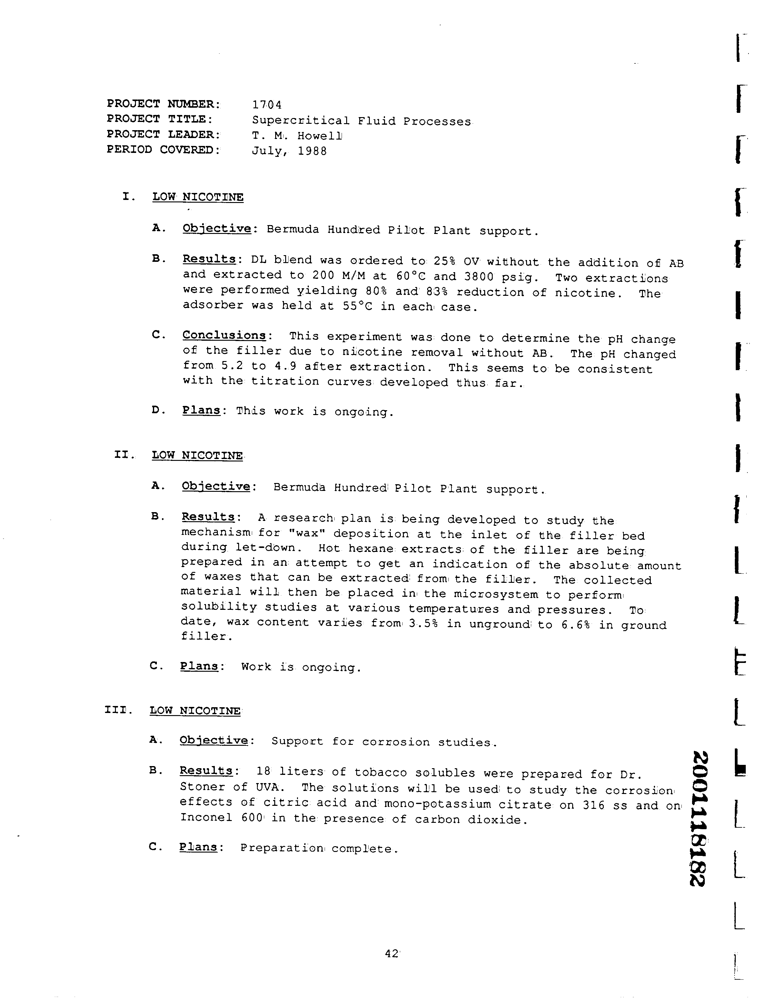 PROJECT NUMBER: 1704
PROJECT TITLE: Supercritical Fluid Processes
PROJECT LEADER: T. M. Howell
PERIOD COVERED: July, 1988
I. LOW NICOTINE
A. Objective: Bermuda Hundred Pilot Plant support.
B. Results: DL blend was ordered to 25% OV without the addition of AB
and extracted to 200 M/M at 60°C and 3800 psig. Two extractions
were performed yielding 80% and 83% reduction of nicotine. The
adsorber was held at 55°C in each case.
C. Conclusions: This experiment was done to determine the pH change
of the filler due to nicotine removal without AB. The pH changed
from 5.2 to 4.9 after extraction. This seems to be consistent
with the titration curves developed thus far.
D. Plans: This work is ongoing.
II. LOW NICOTINE
A. Objective: Bermuda Hundred Pilot Plant support.
B. Results: A research plan is being developed to study the
mechanism for "wax" deposition at the inlet of the filler bed
during let-down. Hot hexane extracts of the filler are being
prepared in an attempt to get an indication of the absolute amount
of waxes that can be extracted from the filler. The collected
material will then be placed in the microsystem to perform
solubility studies at various temperatures and pressures. To
date, wax content varies from 3.5% in unground to 6.6% in ground
filler.
C. Plans: Work is ongoing.
III. LOW NICOTINE
A. Objective: Support for corrosion studies.
B. Results: 18 liters of tobacco solubles were prepared for Dr.
Stoner of UVA. The solutions will be used to study the corrosion
effects of citric acid and mono-potassium citrate on 316 ss and on
Inconel 600 in the presence of carbon dioxide.
C. Plans: Preparation complete.
2001118182
42